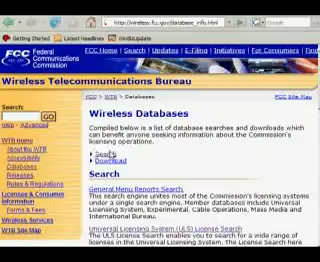 http://wireless.fcc.gov/database_info.html
Getting Started
Latest Headlines
WindUpdate
FCC
Federal
Communications
Commission
FCC Home | Search | Updates | E-Filing | Initiatives | For Consumers | Find
Wireless Telecommunications Bureau
FCC > WTB > Databases
FCC Site Map
Search:
GO
Help - Advanced
WTB Home
About the WTB
Accessibility
Databases
Releases
Rules & Regulations
Licensee & Consumer
Information
Forms & Fees
Wireless Services
WTB Site Map
Wireless Databases
Compiled below is a list of database searches and downloads which
can benefit anyone seeking information about the Commission's
licensing operations.
Search
Download
Search
General Menu Reports Search
This search engine unites most of the Commission's licensing systems
under a single search engine. Member databases include Universal
Licensing System, Experimental, Cable Operations, Mass Media and
International Bureau.
Universal Licensing System (ULS) License Search
The ULS License Search enables you to search for a wide range of
licenses in the Universal Licensing System. The License Search here